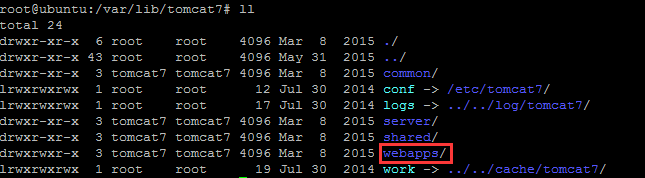 root@ubuntu:/var/lib/tomcat7# ll
total 24
drwxr-xr-x  6 root    root    4096 Mar  8  2015 ./
drwxr-xr-x 43 root    root    4096 May 31  2015 ../
drwxr-xr-x  3 tomcat7 tomcat7 4096 Mar  8  2015 common/
lrwxrwxrwx  1 root    root      12 Jul 30  2014 conf -> /etc/tomcat7/
lrwxrwxrwx  1 root    root      17 Jul 30  2014 logs -> ../../log/tomcat7/
drwxr-xr-x  3 tomcat7 tomcat7 4096 Mar  8  2015 server/
drwxr-xr-x  3 tomcat7 tomcat7 4096 Mar  8  2015 shared/
drwxr-xr-x  3 tomcat7 tomcat7 4096 Mar  8  2015 webapps/
lrwxrwxrwx  1 root    root      19 Jul 30  2014 work -> ../../cache/tomcat7/